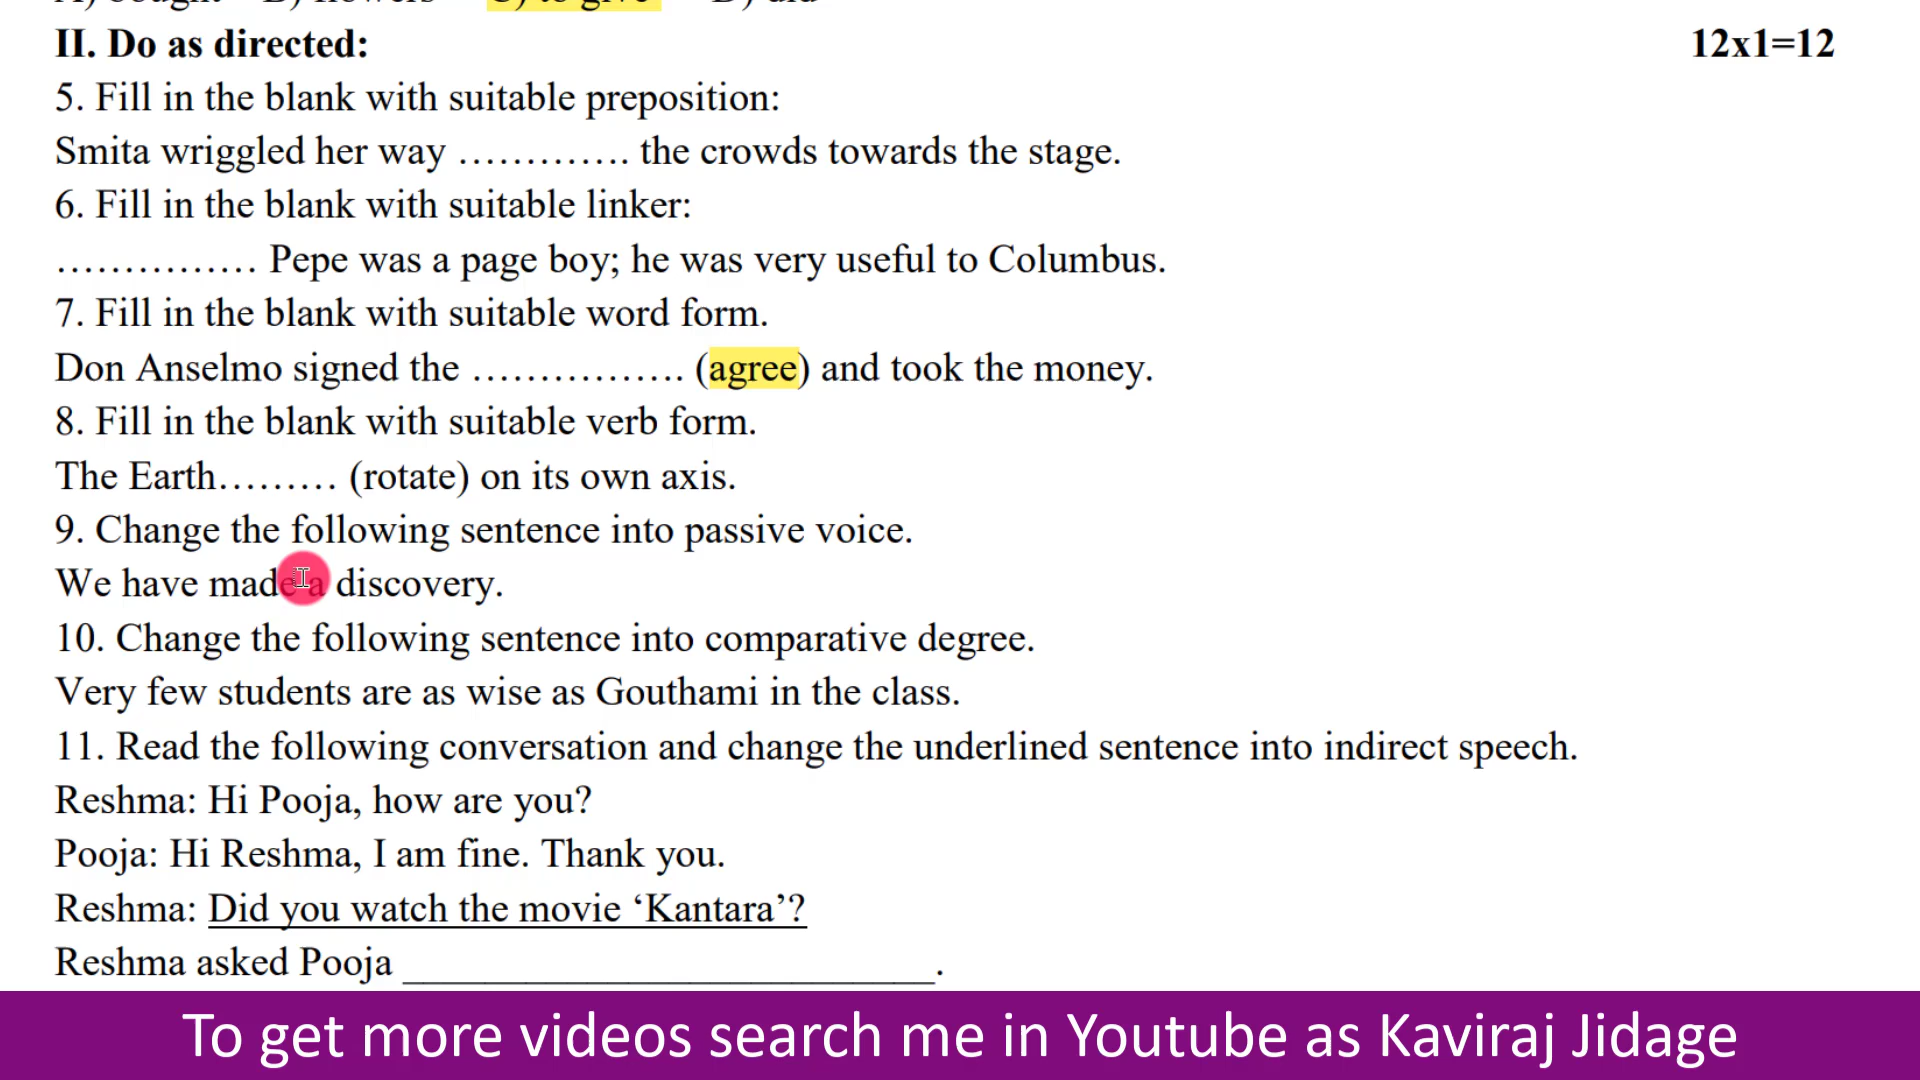 A) bought B) flowers C) to give D) did
II. Do as directed: 12x1=12
5. Fill in the blank with suitable preposition:
Smita wriggled her way …………. the crowds towards the stage.
6. Fill in the blank with suitable linker:
…………… Pepe was a page boy; he was very useful to Columbus.
7. Fill in the blank with suitable word form.
Don Anselmo signed the ……………. (agree) and took the money.
8. Fill in the blank with suitable verb form.
The Earth……… (rotate) on its own axis.
9. Change the following sentence into passive voice.
We have made a discovery.
10. Change the following sentence into comparative degree.
Very few students are as wise as Gouthami in the class.
11. Read the following conversation and change the underlined sentence into indirect speech.
Reshma: Hi Pooja, how are you?
Pooja: Hi Reshma, I am fine. Thank you.
Reshma: Did you watch the movie ‘Kantara’?
Reshma asked Pooja _________________________.
To get more videos search me in Youtube as Kaviraj Jidage